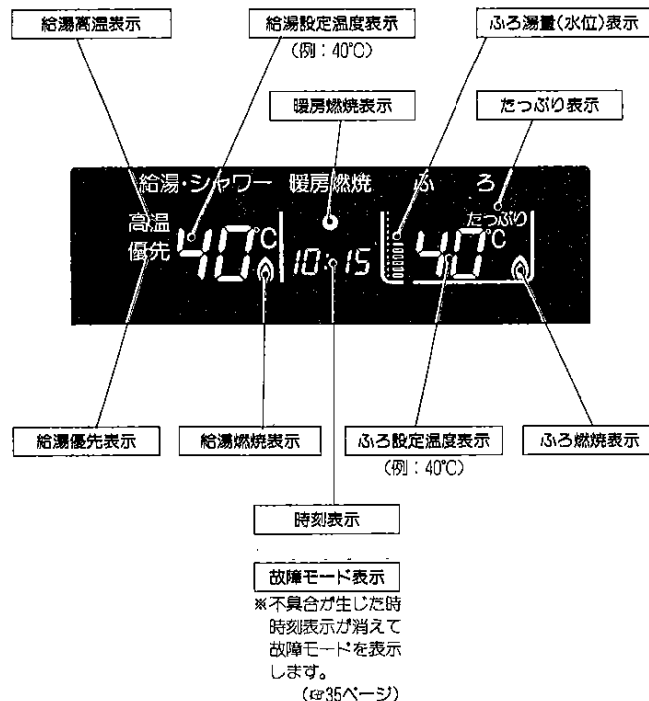 給湯高温表示
給湯設定温度表示
(例：40℃)
ふろ湯量(水位)表示
暖房燃焼表示
たっぷり表示
給湯・シャワー 暖房燃焼 ふ ろ
高温
優先
40℃
10:15
たっぷり
40℃
給湯優先表示
給湯燃焼表示
ふろ設定温度表示
(例：40℃)
ふろ燃焼表示
時刻表示
故障モード表示
※不具合が生じた時
時刻表示が消えて
故障モードを表示
します。
(☞35ページ)